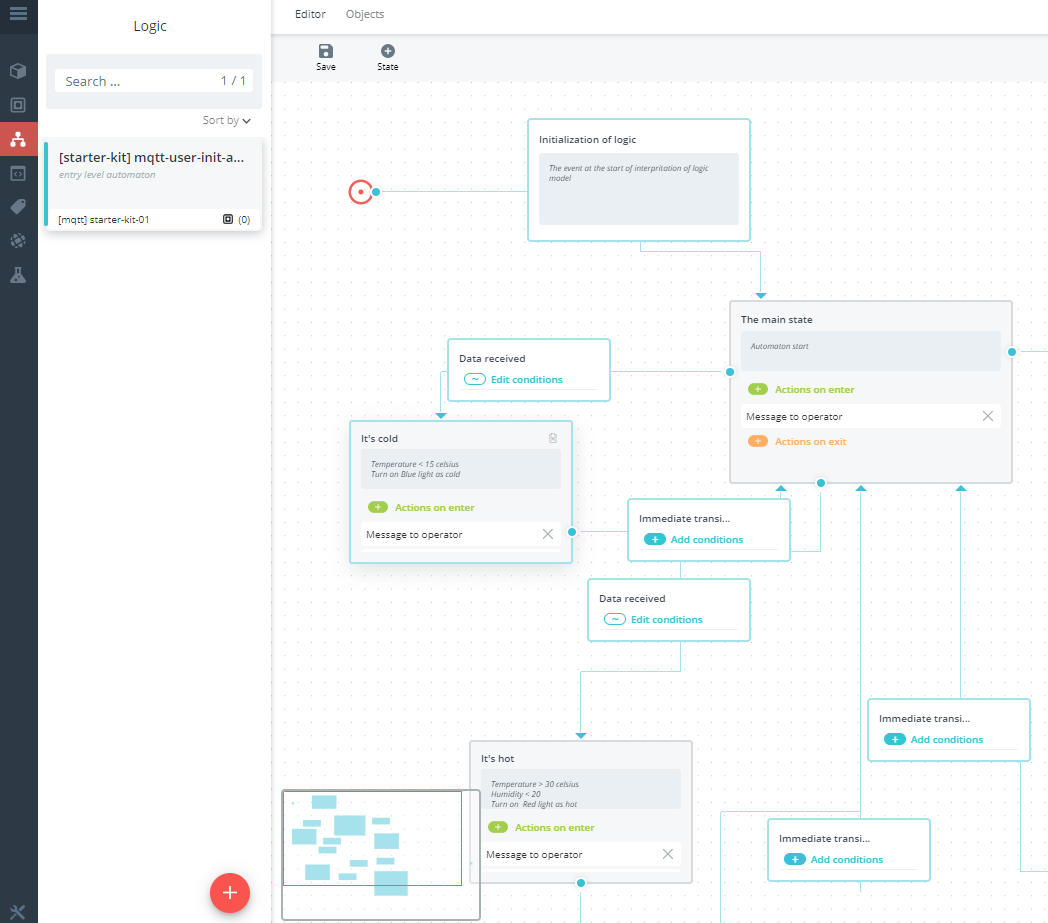 Editor Objects
Logic
Save
State
Search ... 1 / 1
Sort by
[starter-kit] mqtt-user-init-a...
entry level automaton
[mqtt] starter-kit-01 (0)
Initialization of logic
The event at the start of interpritation of logic
model
The main state
Automaton start
+ Actions on enter
Message to operator
+ Actions on exit
Data received
~ Edit conditions
It's cold
Temperature < 15 celsius
Turn on Blue light as cold
+ Actions on enter
Message to operator
Immediate transi...
+ Add conditions
Data received
~ Edit conditions
Immediate transi...
+ Add conditions
It's hot
Temperature > 30 celsius
Humidity < 20
Turn on Red light as hot
+ Actions on enter
Message to operator
Immediate transi...
+ Add conditions